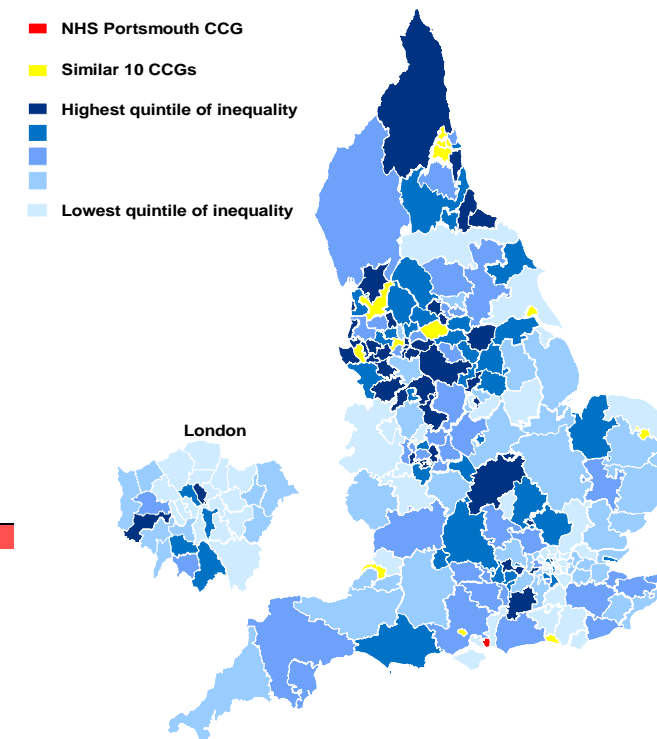 NHS Portsmouth CCG
Similar 10 CCGs
Highest quintile of inequality
Lowest quintile of inequality
London